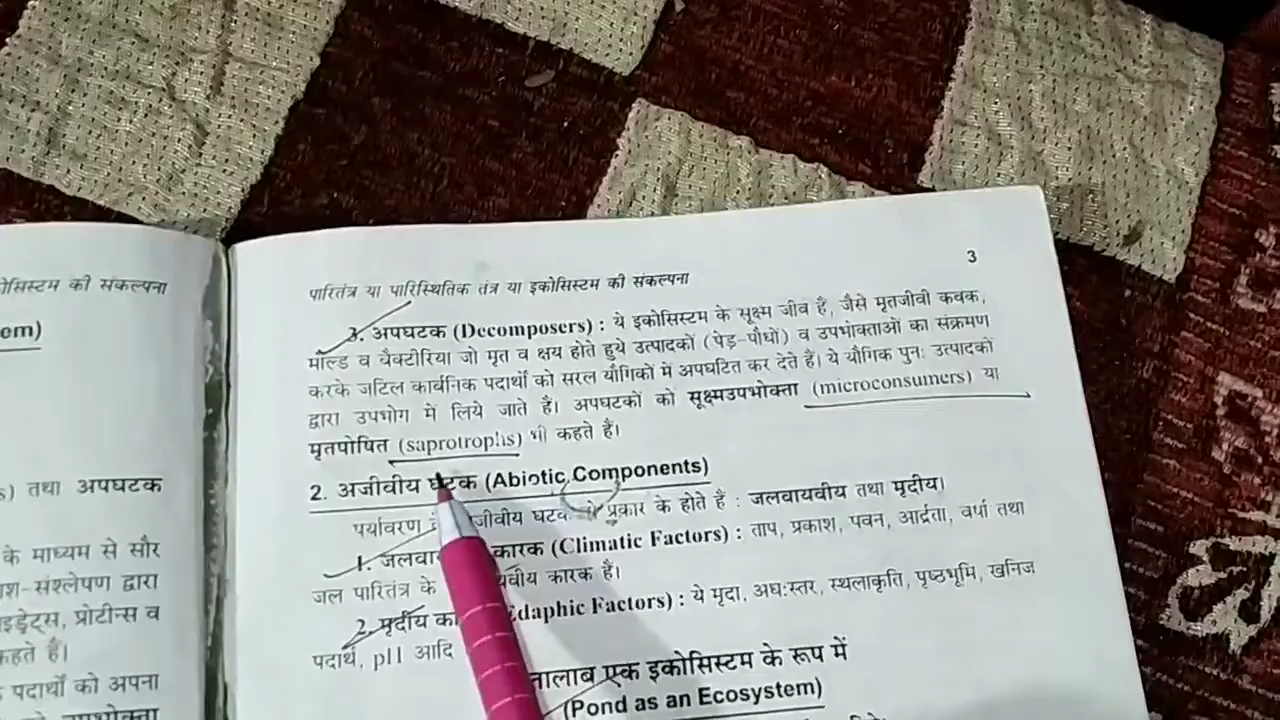 ोसिस्टम की संकल्पना
em)
s) तथा अपघटक
के माध्यम से सौर
श-संश्लेषण द्वारा
इड्रेट्स, प्रोटीन्स व
कहते हैं।
पदार्थों को अपना
3
पारितंत्र या पारिस्थितिक तंत्र या इकोसिस्टम की संकल्पना
3. अपघटक (Decomposers) : ये इकोसिस्टम के सूक्ष्म जीव हैं, जैसे मृतजीवी कवक,
मोल्ड व बैक्टीरिया जो मृत व क्षय होते हुये उत्पादकों (पेड़-पौधों) व उपभोक्ताओं का संक्रमण
करके जटिल कार्बनिक पदार्थों को सरल यौगिकों में अपघटित कर देते हैं। ये यौगिक पुनः उत्पादकों
द्वारा उपभोग में लिये जाते हैं। अपघटकों को सूक्ष्मउपभोक्ता (microconsumers) या
मृतपोषित (saprotrophs) भी कहते हैं।
2. अजीवीय घटक (Abiotic Components)
पर्यावरण जीवीय घटक प्रकार के होते हैं : जलवायवीय तथा मृदीय।
1. जलवा कारक (Climatic Factors) : ताप, प्रकाश, पवन, आर्द्रता, वर्षा तथा
जल पारितंत्र के यवीय कारक हैं।
2. मृदीय का Edaphic Factors) : ये मृदा, अध:स्तर, स्थलाकृति, पृष्ठभूमि, खनिज
पदार्थ, pH आदि
तालाब एक इकोसिस्टम के रूप में
(Pond as an Ecosystem)